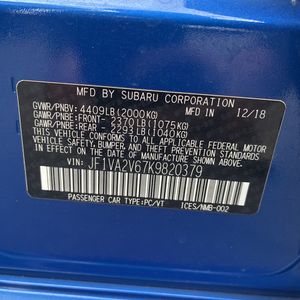 MFD BY SUBARU CORPORATION
GVWR/PNBV: 4409LB(2000KG) 12/18
GAWR/PNBE:FRONT- 2370LB(1075KG)
GAWR/PNBE:REAR - 2293LB(1040KG)
THIS VEHICLE CONFORMS TO ALL APPLICABLE
FEDERAL MOTOR VEHICLE SAFETY, BUMPER,
AND THEFT PREVENTION STANDARDS IN EFFECT
ON THE DATE OF MANUFACTURE SHOWN ABOVE.
VIN: JF1VA2V67K9820379
PASSENGER CAR TYPE:PC/VT ICES/NMB-002